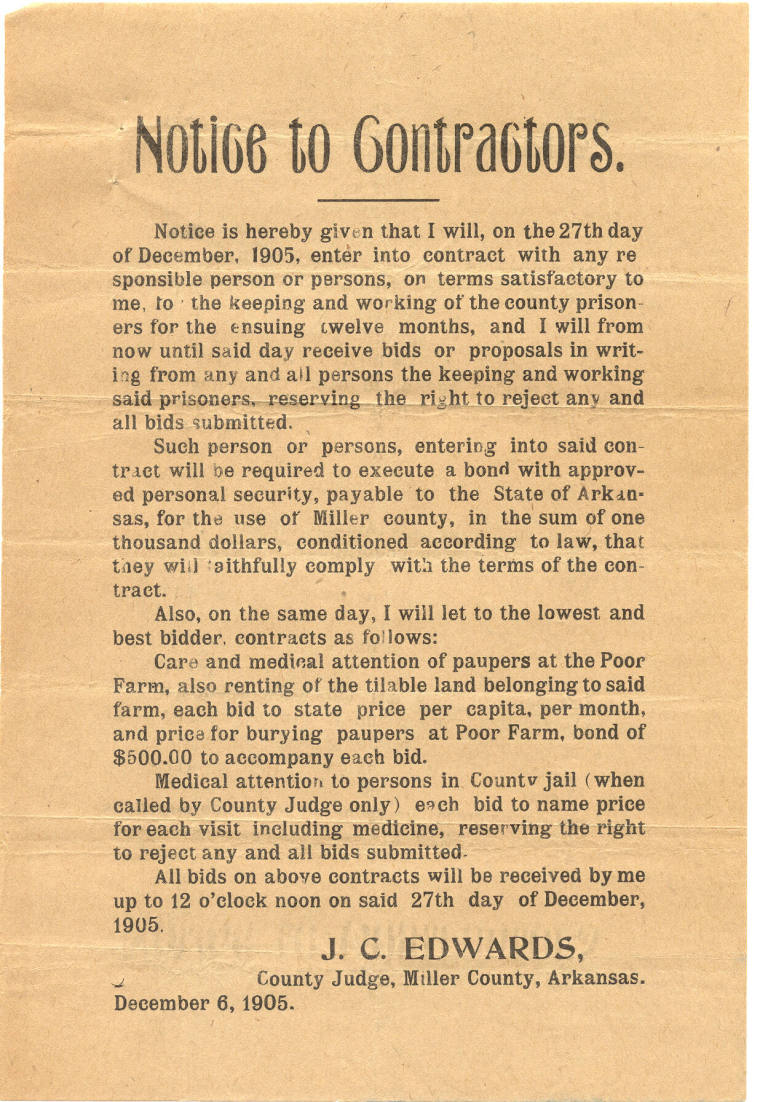 Notice to Contractors.
Notice is hereby given that I will, on the 27th day
of December, 1905, enter into contract with any re
sponsible person or persons, on terms satisfactory to
me, fo the keeping and working of the county prison-
ers for the ensuing twelve months, and I will from
now until said day receive bids or proposals in writ-
ing from any and all persons the keeping and working
said prisoners, reserving the right to reject any and
all bids submitted.
Such person or persons, entering into said con-
tract will be required to execute a bond with approv-
ed personal security, payable to the State of Arkan-
sas, for the use of Miller county, in the sum of one
thousand dollars, conditioned according to law, that
they will faithfully comply with the terms of the con-
tract.
Also, on the same day, I will let to the lowest and
best bidder, contracts as follows:
Care and medical attention of paupers at the Poor
Farm, also renting of the tilable land belonging to said
farm, each bid to state price per capita, per month,
and price for burying paupers at Poor Farm, bond of
$500.00 to accompany each bid.
Medical attention to persons in County jail (when
called by County Judge only) each bid to name price
for each visit including medicine, reserving the right
to reject any and all bids submitted.
All bids on above contracts will be received by me
up to 12 o'clock noon on said 27th day of December,
1905.
J. C. EDWARDS,
County Judge, Miller County, Arkansas.
December 6, 1905.